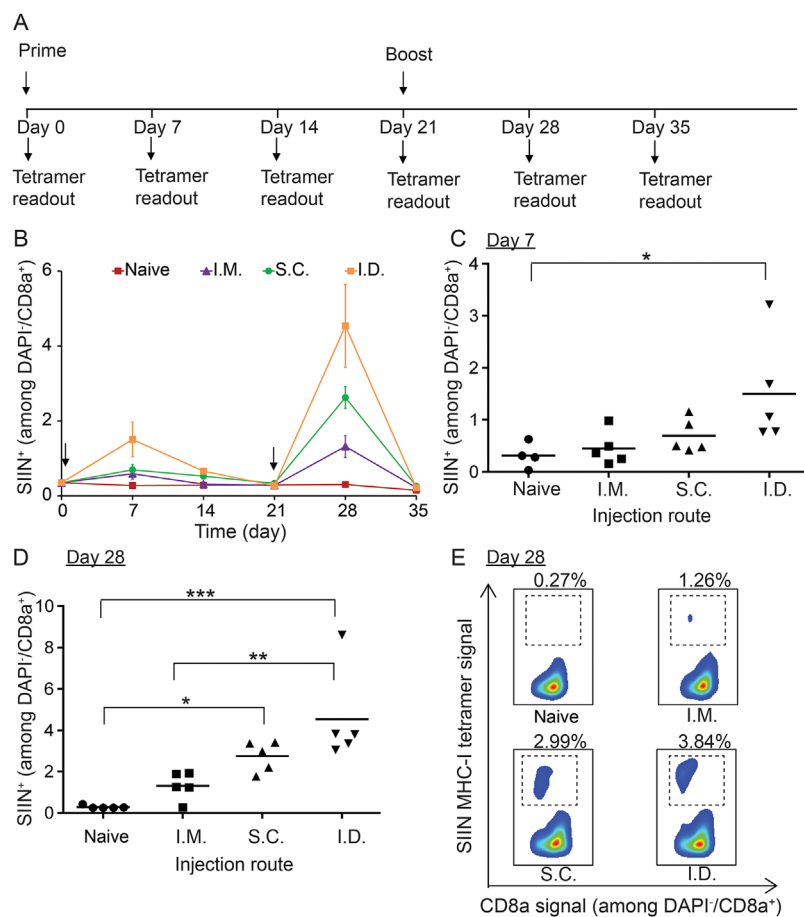 A
Prime Boost
Day 0 Day 7 Day 14 Day 21 Day 28 Day 35
Tetramer Tetramer Tetramer Tetramer Tetramer Tetramer
readout readout readout readout readout readout
B
SIIN⁺ (among DAPI⁻/CD8a⁺)
Naive I.M. S.C. I.D.
6
4
2
0
0 7 14 21 28 35
Time (day)
C Day 7
SIIN⁺ (among DAPI⁻/CD8a⁺)
*
4
3
2
1
0
Naive I.M. S.C. I.D.
Injection route
D Day 28
SIIN⁺ (among DAPI⁻/CD8a⁺)
***
**
*
10
8
6
4
2
0
Naive I.M. S.C. I.D.
Injection route
E Day 28
SIIN MHC-I tetramer signal
0.27% 1.26%
Naive I.M.
2.99% 3.84%
S.C. I.D.
CD8a signal (among DAPI⁻/CD8a⁺)